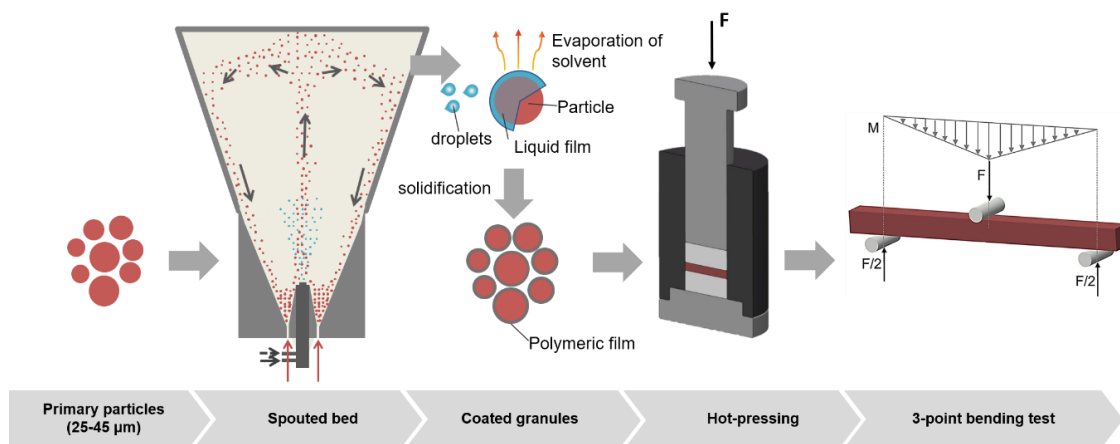 F
Evaporation of
solvent
Particle
droplets
Liquid film
solidification
Polymeric film
M
F
F/2
F/2
Primary particles
(25-45 µm)
Spouted bed
Coated granules
Hot-pressing
3-point bending test